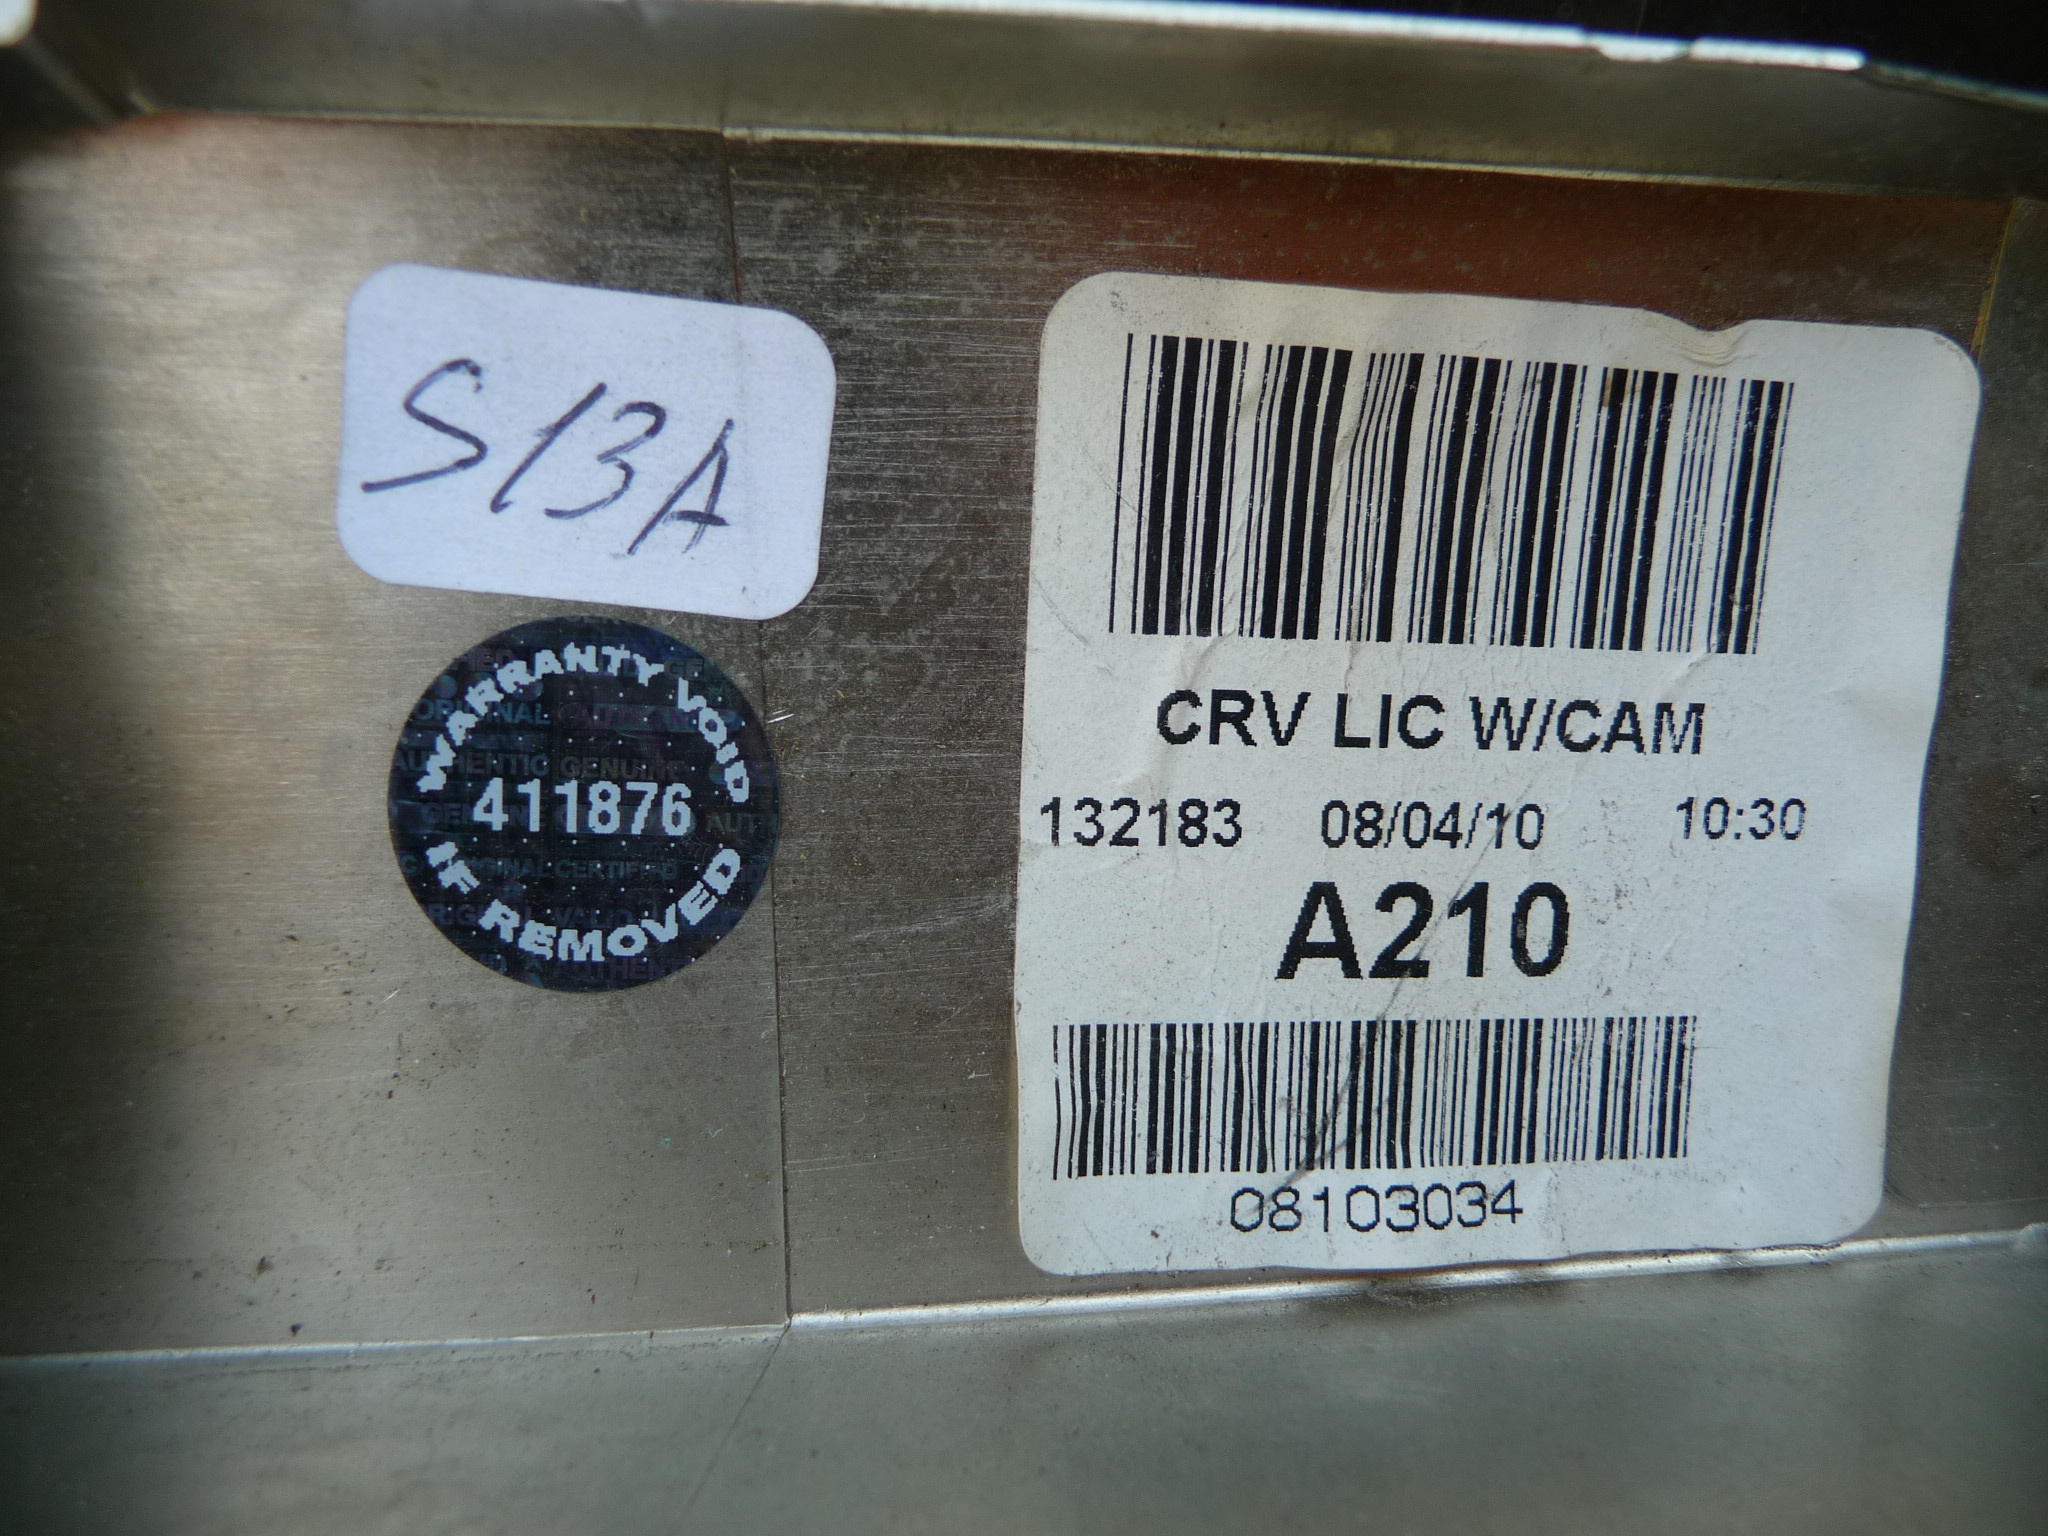 S13A
WARRANTY VOID
411876
IF REMOVED
CRV LIC W/CAM
132183 08/04/10 10:30
A210
08103034